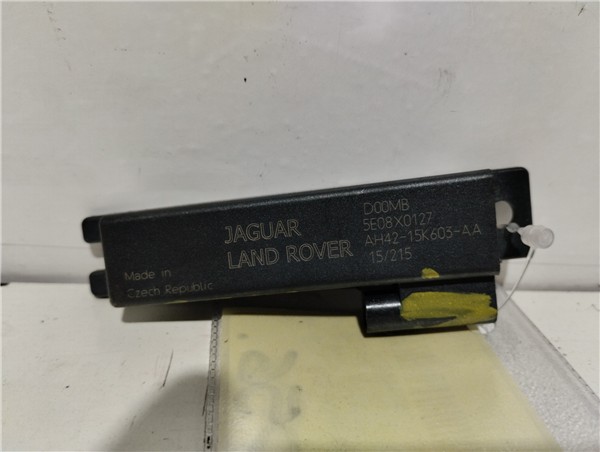 JAGUAR
LAND ROVER
Made in
Czech Republic
D00MB
5E08X0127
AH42-15K603-AA
15/215